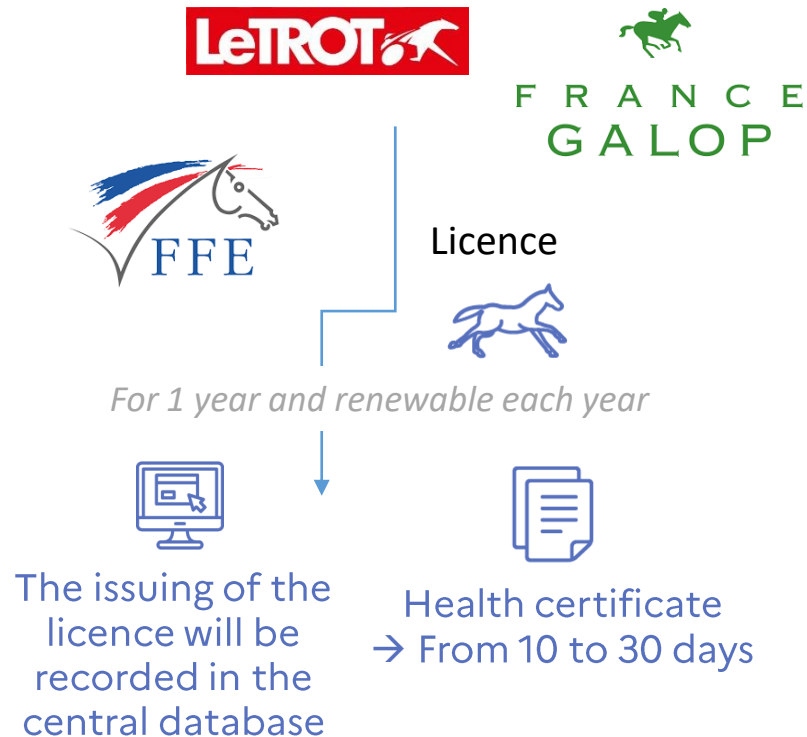 LeTROT
FRANCE
GALOP
FFE
Licence
For 1 year and renewable each year
The issuing of the
licence will be
recorded in the
central database
Health certificate
→ From 10 to 30 days